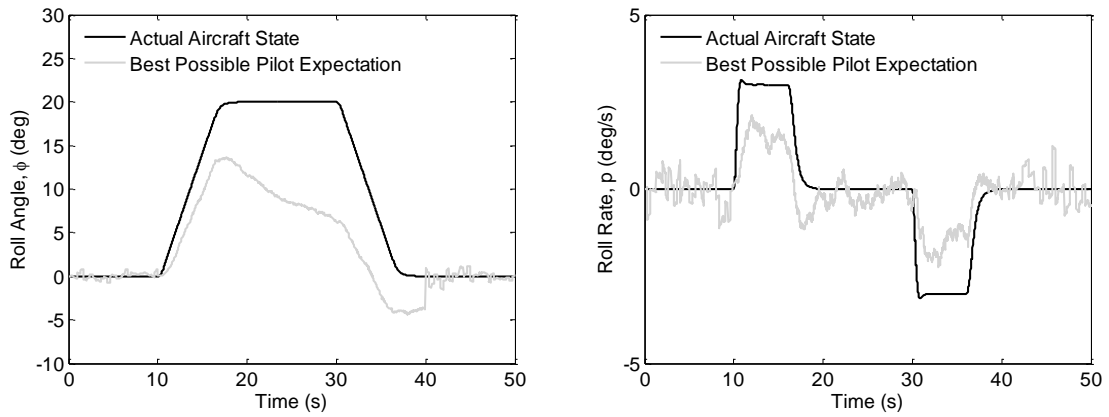 30
25
20
15
10
5
0
-5
-10
Roll Angle, ϕ (deg)
Actual Aircraft State
Best Possible Pilot Expectation
0 10 20 30 40 50
Time (s)
5
0
-5
Roll Rate, p (deg/s)
Actual Aircraft State
Best Possible Pilot Expectation
0 10 20 30 40 50
Time (s)